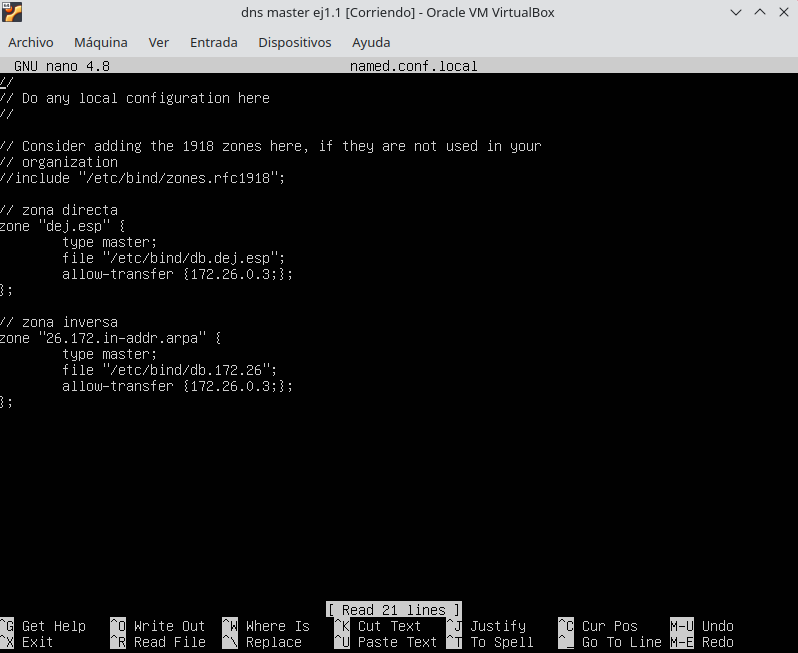 dns master ej1.1 [Corriendo] - Oracle VM VirtualBox
Archivo Máquina Ver Entrada Dispositivos Ayuda
GNU nano 4.8 named.conf.local
//
// Do any local configuration here
//
// Consider adding the 1918 zones here, if they are not used in your
// organization
//include "/etc/bind/zones.rfc1918";
// zona directa
zone "dej.esp" {
type master;
file "/etc/bind/db.dej.esp";
allow-transfer {172.26.0.3;};
};
// zona inversa
zone "26.172.in-addr.arpa" {
type master;
file "/etc/bind/db.172.26";
allow-transfer {172.26.0.3;};
};
[ Read 21 lines ]
^G Get Help ^O Write Out ^W Where Is ^K Cut Text ^J Justify ^C Cur Pos M-U Undo
^X Exit ^R Read File ^\ Replace ^U Paste Text ^T To Spell ^_ Go To Line M-E Redo